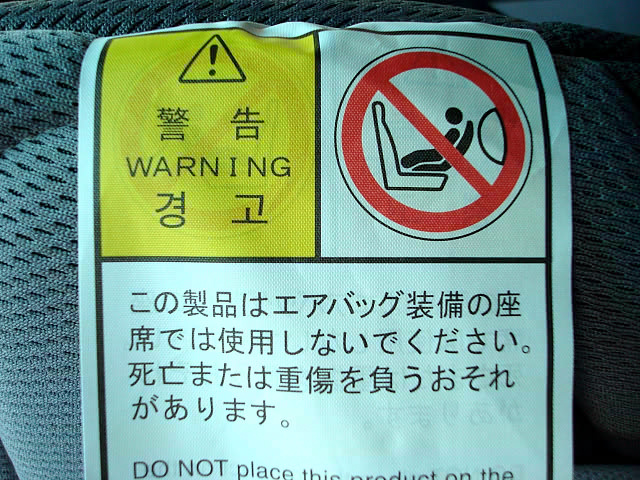 警告
WARNING
경고
この製品はエアバッグ装備の座
席では使用しないでください。
死亡または重傷を負うおそれ
があります。
DO NOT place this product on the